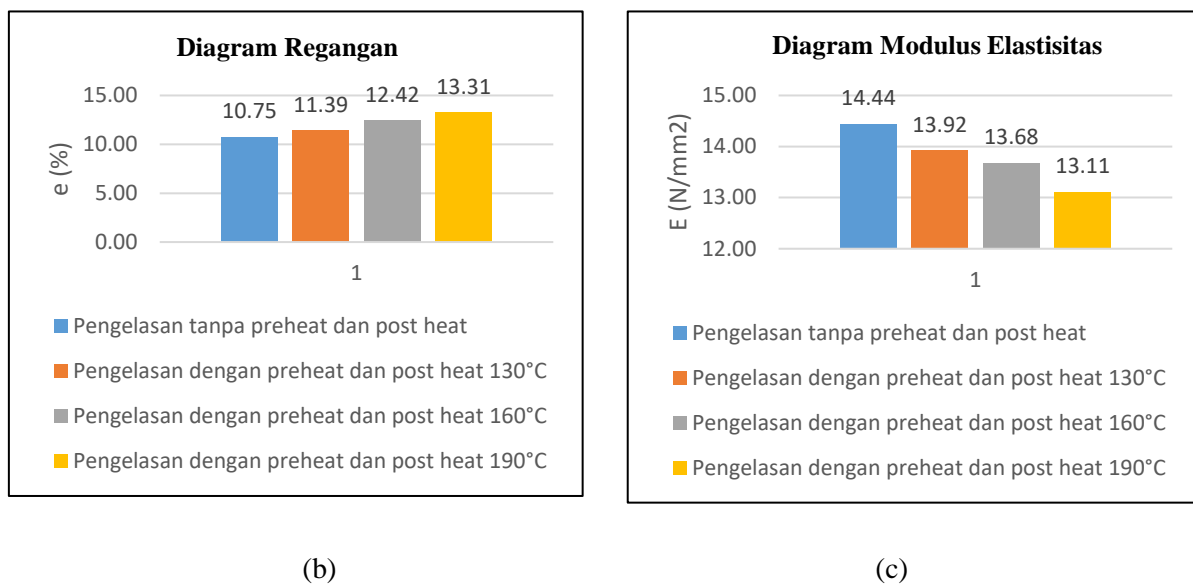 Diagram Regangan
15.00
10.00
5.00
0.00
e (%)
10.75
11.39
12.42
13.31
1
Pengelasan tanpa preheat dan post heat
Pengelasan dengan preheat dan post heat 130°C
Pengelasan dengan preheat dan post heat 160°C
Pengelasan dengan preheat dan post heat 190°C
(b)
Diagram Modulus Elastisitas
15.00
14.00
13.00
12.00
E (N/mm2)
14.44
13.92
13.68
13.11
1
Pengelasan tanpa preheat dan post heat
Pengelasan dengan preheat dan post heat 130°C
Pengelasan dengan preheat dan post heat 160°C
Pengelasan dengan preheat dan post heat 190°C
(c)